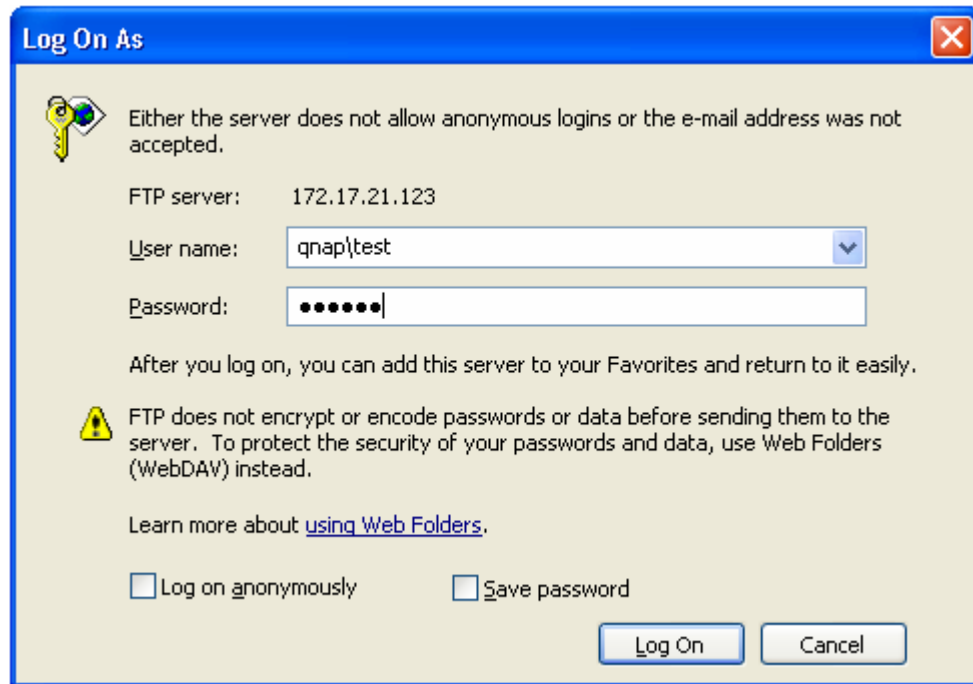 Log On As
Either the server does not allow anonymous logins or the e-mail address was not
accepted.
FTP server: 172.17.21.123
User name: qnap\test
Password: ●●●●●●
After you log on, you can add this server to your Favorites and return to it easily.
FTP does not encrypt or encode passwords or data before sending them to the
server.  To protect the security of your passwords and data, use Web Folders
(WebDAV) instead.
Learn more about using Web Folders.
Log on anonymously Save password
Log On Cancel